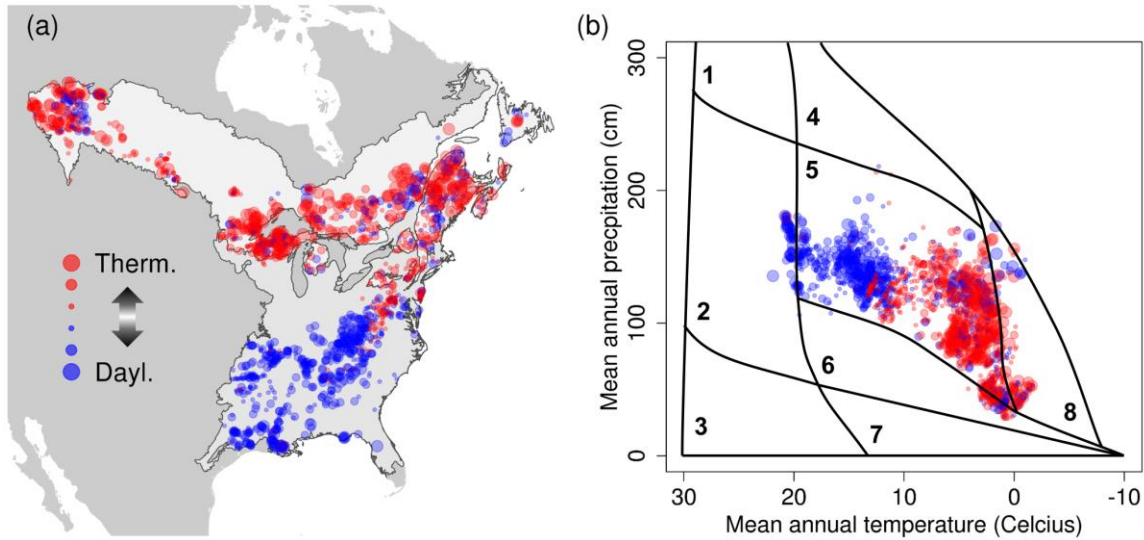 (a)
Therm.
Dayl.
(b)
Mean annual precpitation (cm)
300
200
100
0
1
4
5
2
6
3
7
8
30
20
10
0
-10
Mean annual temperature (Celcius)